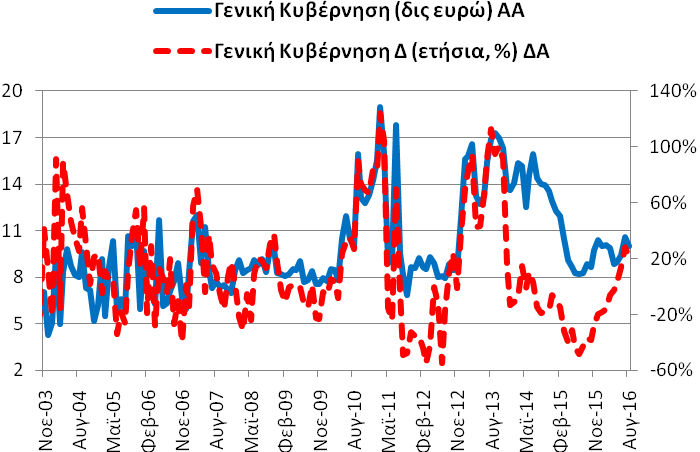 Γενική Κυβέρνηση (δις ευρώ) ΑΑ
Γενική Κυβέρνηση Δ (ετήσια, %) ΔΑ
20
17
14
11
8
5
2
140%
100%
60%
20%
-20%
-60%
Νοε-03
Αυγ-04
Μαϊ-05
Φεβ-06
Νοε-06
Αυγ-07
Μαϊ-08
Φεβ-09
Νοε-09
Αυγ-10
Μαϊ-11
Φεβ-12
Νοε-12
Αυγ-13
Μαϊ-14
Φεβ-15
Νοε-15
Αυγ-16